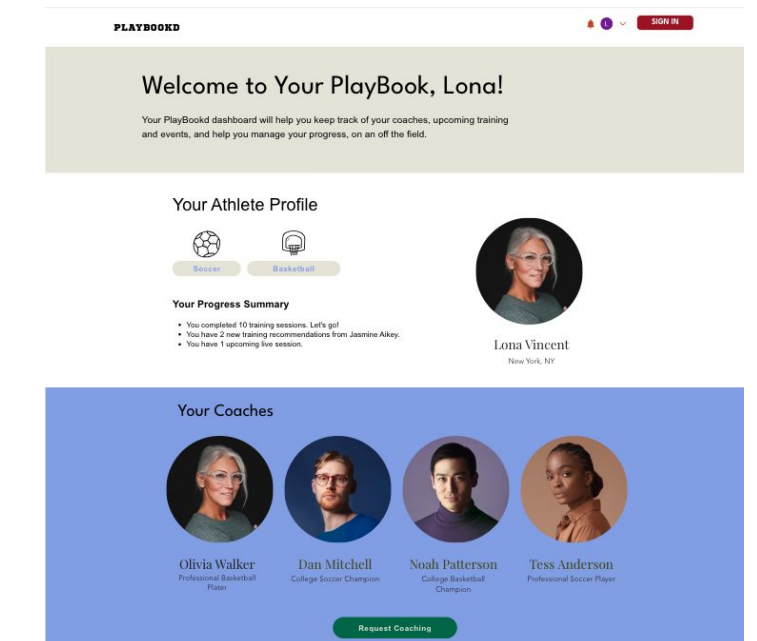 PLAYBOOKD
L
SIGN IN
Welcome to Your PlayBook, Lona!
Your PlayBookd dashboard will help you keep track of your coaches, upcoming training
and events, and help you manage your progress, on an off the field.
Your Athlete Profile
Soccer
Basketball
Your Progress Summary
• You completed 10 training sessions. Let's go!
• You have 2 new training recommendations from Jasmine Aikey.
• You have 1 upcoming live session.
Lona Vincent
New York, NY
Your Coaches
Olivia Walker
Professional Basketball
Plater
Dan Mitchell
College Soccer Champion
Noah Patterson
College Basketball
Champion
Tess Anderson
Professional Soccer Player
Request Coaching